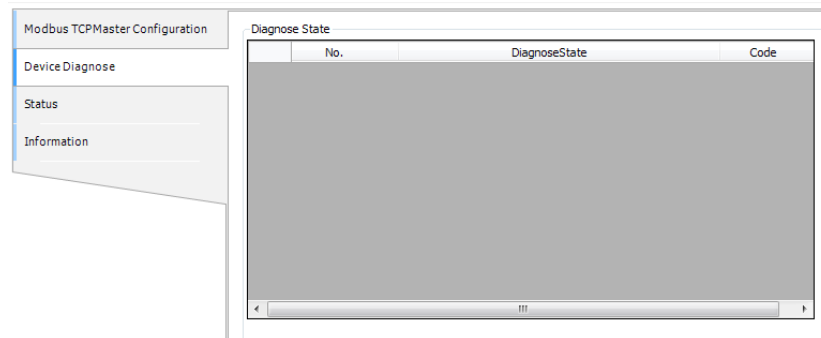 Modbus TCPMaster Configuration
Device Diagnose
Status
Information
Diagnose State
No. DiagnoseState Code